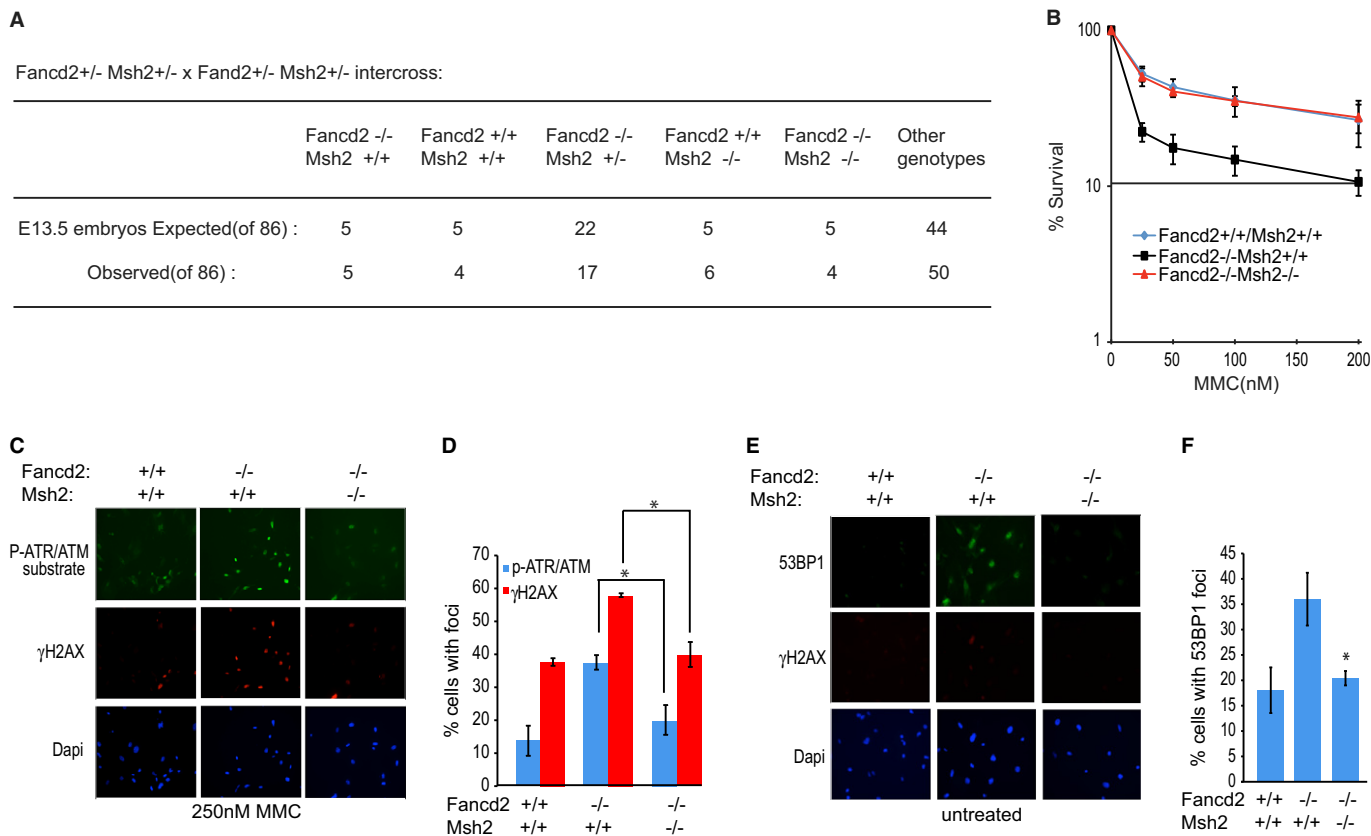 A
Fancd2+/- Msh2+/- x Fand2+/- Msh2+/- intercross:
Fancd2 -/- Fancd2 +/+ Fancd2 -/- Fancd2 +/+ Fancd2 -/- Other
Msh2 +/+ Msh2 +/+ Msh2 +/- Msh2 -/- Msh2 -/- genotypes
E13.5 embryos Expected(of 86) : 5 5 22 5 5 44
Observed(of 86) : 5 4 17 6 4 50
B
% Survival
100
10
1
Fancd2+/+/Msh2+/+
Fancd2-/-Msh2+/+
Fancd2-/-Msh2-/-
0 50 100 150 200
MMC(nM)
C
Fancd2: +/+ -/- -/-
Msh2: +/+ +/+ -/-
P-ATR/ATM
substrate
γH2AX
Dapi
250nM MMC
D
% cells with foci
70
60
50
40
30
20
10
0
p-ATR/ATM
γH2AX
*
*
Fancd2 +/+ -/- -/-
Msh2 +/+ +/+ -/-
E
Fancd2: +/+ -/- -/-
Msh2: +/+ +/+ -/-
53BP1
γH2AX
Dapi
untreated
F
% cells with 53BP1 foci
45
40
35
30
25
20
15
10
5
0
*
Fancd2 +/+ -/- -/-
Msh2 +/+ +/+ -/-